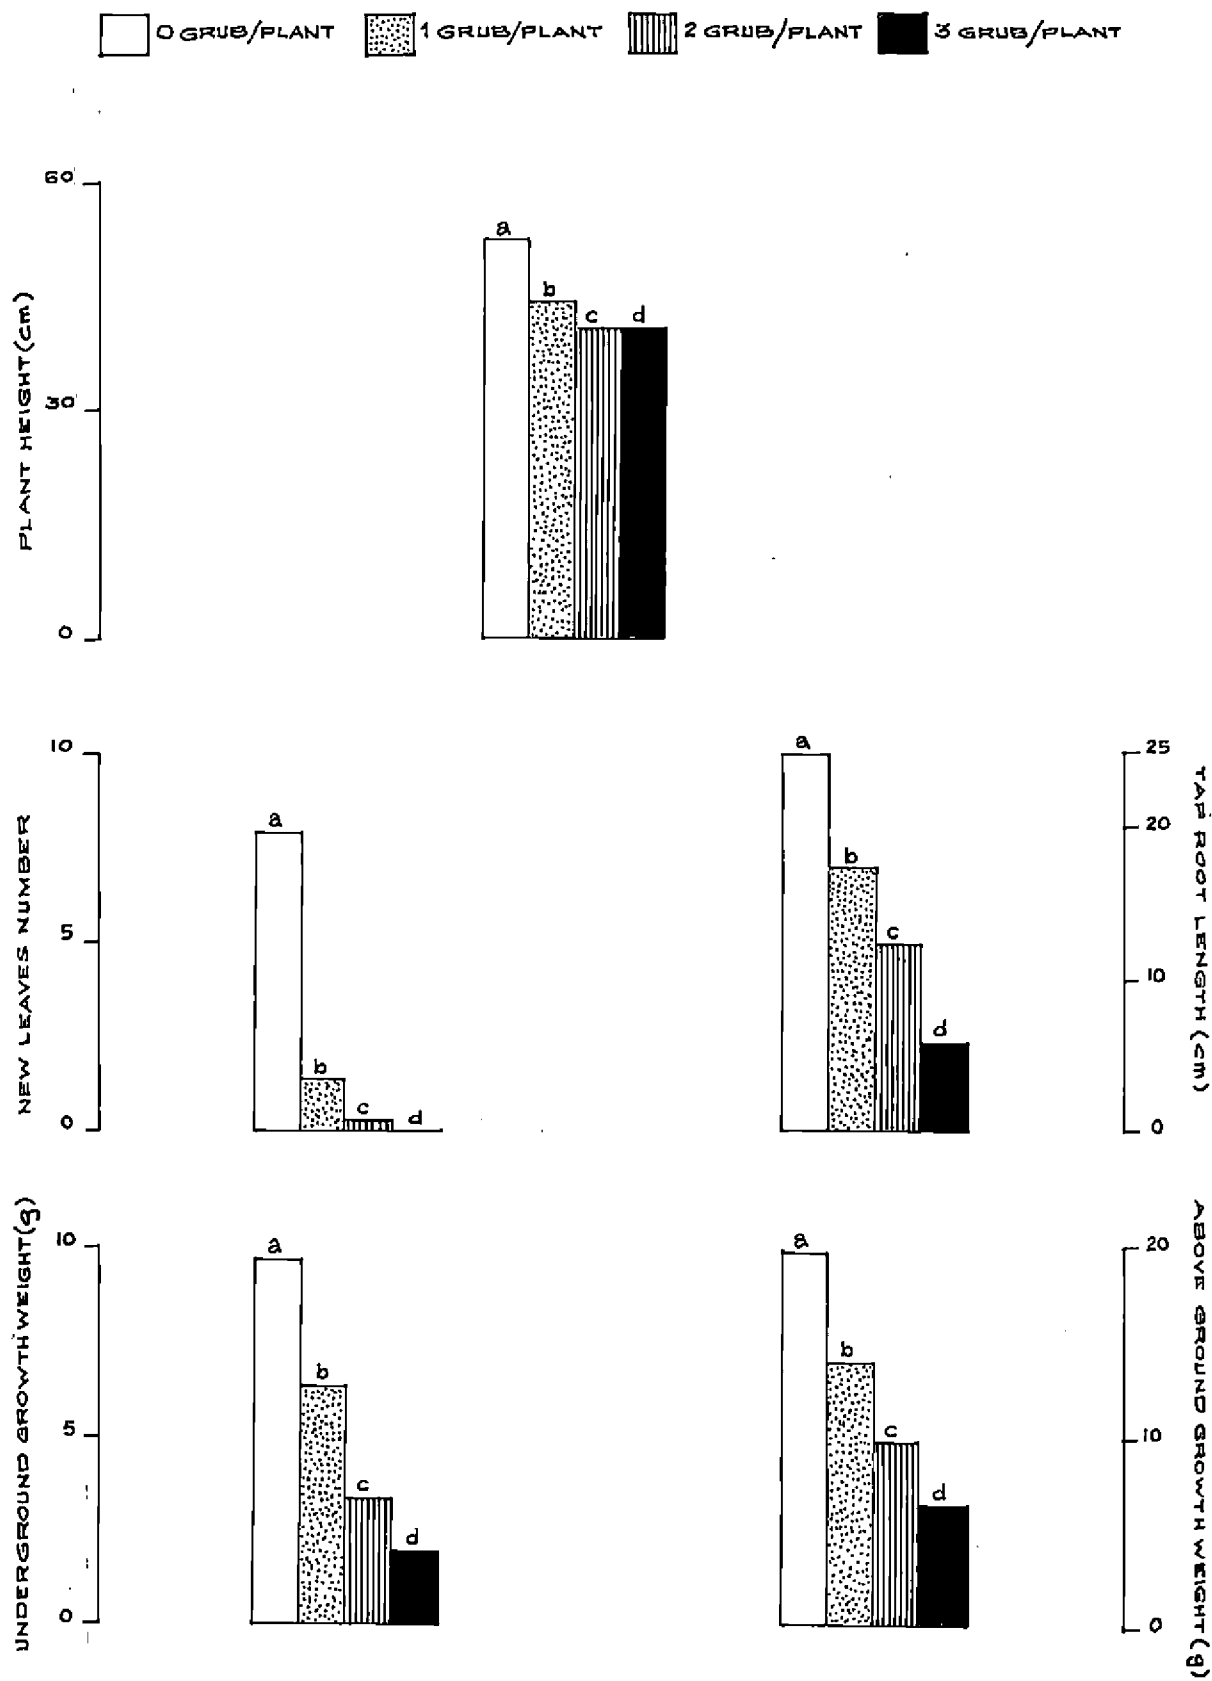 0 GRUB/PLANT 1 GRUB/PLANT 2 GRUB/PLANT 3 GRUB/PLANT
PLANT HEIGHT(cm)
60
30
0
a
b
c
d
NEW LEAVES NUMBER
10
5
0
a
b
c
d
a
b
c
d
25
20
10
0
TAP ROOT LENGTH (cm)
UNDERGROUND GROWTH WEIGHT(g)
10
5
0
a
b
c
d
a
b
c
d
20
10
0
ABOVE GROUND GROWTH WEIGHT(g)